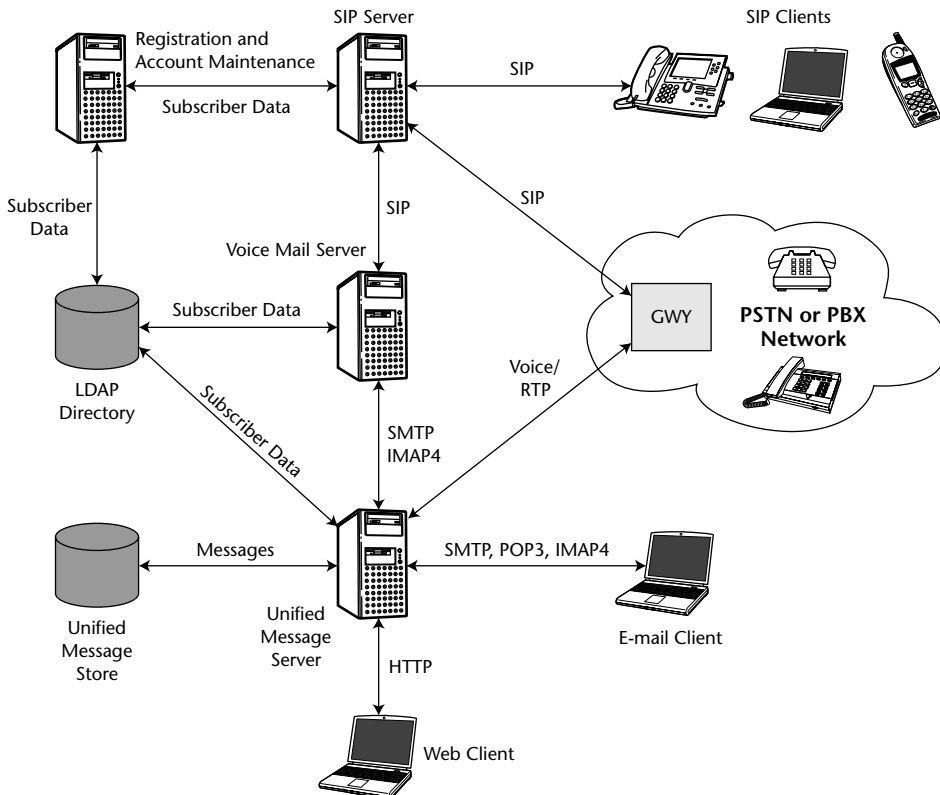 SIP Server
SIP Clients
Registration and
Account Maintenance
Subscriber Data
SIP
Subscriber
Data
SIP
SIP
Voice Mail Server
Subscriber Data
LDAP
Directory
GWY
PSTN or PBX
Network
Voice/
RTP
Subscriber Data
SMTP
IMAP4
Messages
SMTP, POP3, IMAP4
Unified
Message
Store
Unified
Message
Server
E-mail Client
HTTP
Web Client